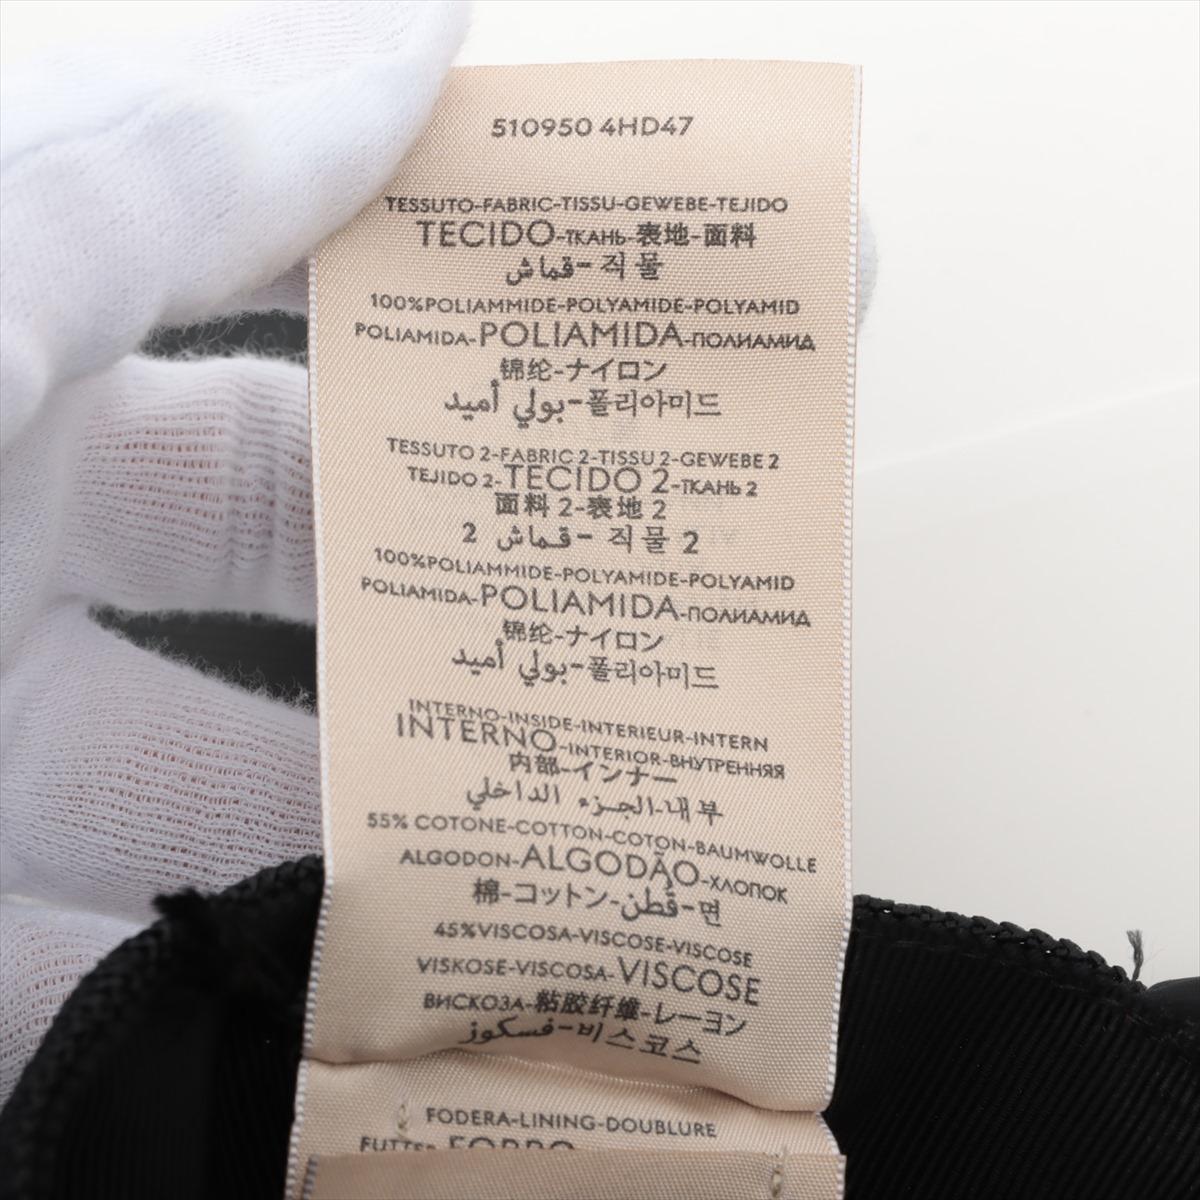 510950 4HD47
TESSUTO-FABRIC-TISSU-GEWEBE-TEJIDO
TECIDO-ТКАНЬ-表地-面料
قماش-직물
100%POLIAMMIDE-POLYAMIDE-POLYAMID
POLIAMIDA-POLIAMIDA-ПОЛИАМИД
锦纶-ナイロン
بولي أميد-폴리아미드
TESSUTO 2-FABRIC 2-TISSU 2-GEWEBE 2
TEJIDO 2-TECIDO 2-ТКАНЬ 2
面料 2-表地 2
2 قماش-직물 2
100%POLIAMMIDE-POLYAMIDE-POLYAMID
POLIAMIDA-POLIAMIDA-ПОЛИАМИД
锦纶-ナイロン
بولي أميد-폴리아미드
INTERNO-INSIDE-INTERIEUR-INTERN
INTERNO-INTERIOR-ВНУТРЕННЯЯ
内部-インナー
الجزء الداخلي-내부
55% COTONE-COTTON-COTON-BAUMWOLLE
ALGODON-ALGODÃO-ХЛОПОК
棉-コットン-قطن-면
45%VISCOSA-VISCOSE-VISCOSE
VISKOSE-VISCOSA-VISCOSE
ВИСКОЗА-粘胶纤维-レーヨン
فسكوز-비스코스
FODERA-LINING-DOUBLURE
FUTTER-FORRO